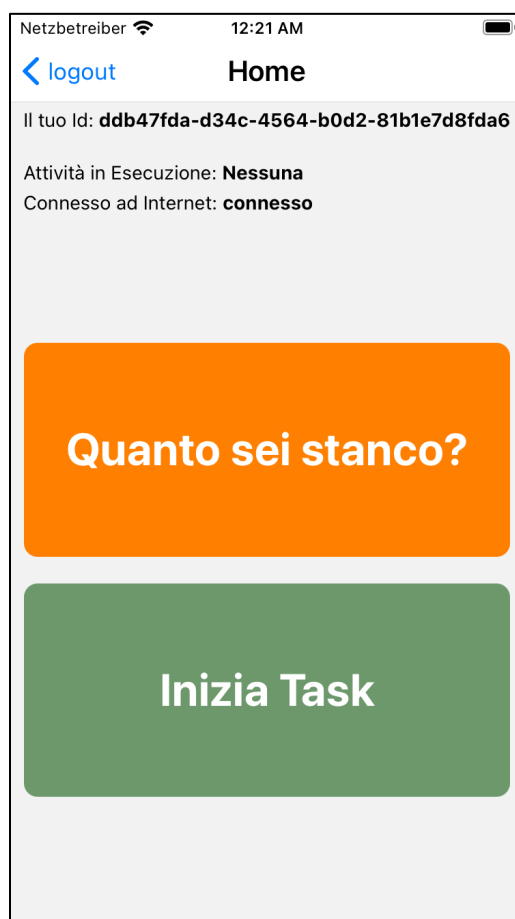 Netzbetreiber 12:21 AM
logout Home
Il tuo Id: ddb47fda-d34c-4564-b0d2-81b1e7d8fda6
Attività in Esecuzione: Nessuna
Connesso ad Internet: connesso
Quanto sei stanco?
Inizia Task